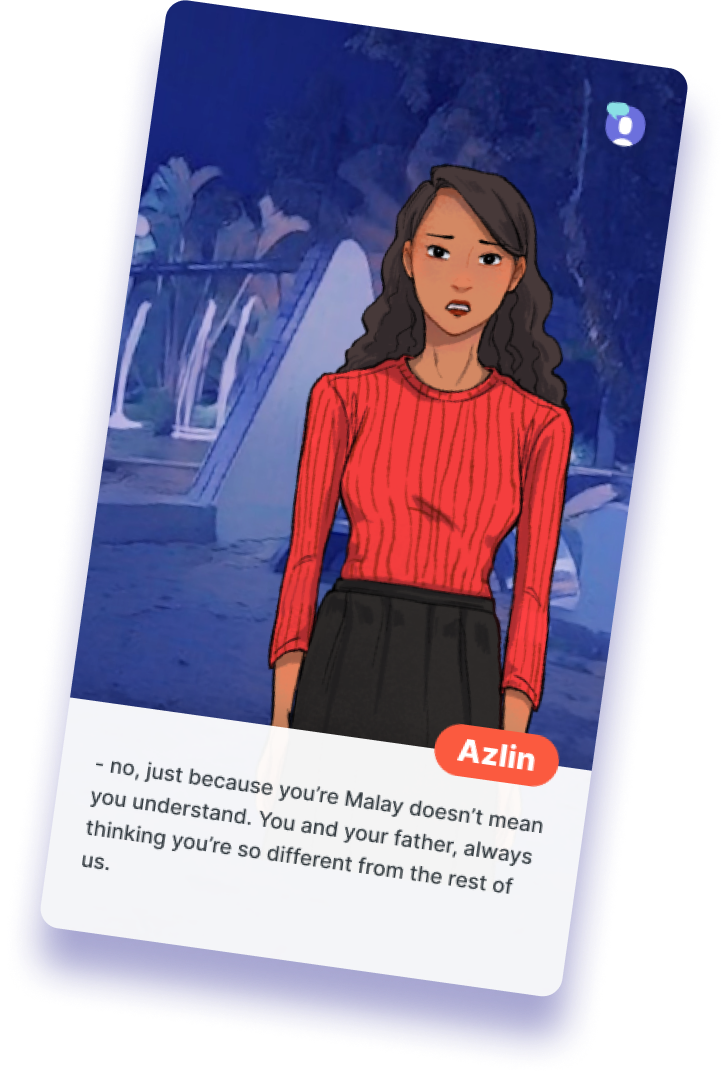 Azlin
- no, just because you’re Malay doesn’t mean
you understand. You and your father, always
thinking you’re so different from the rest of
us.